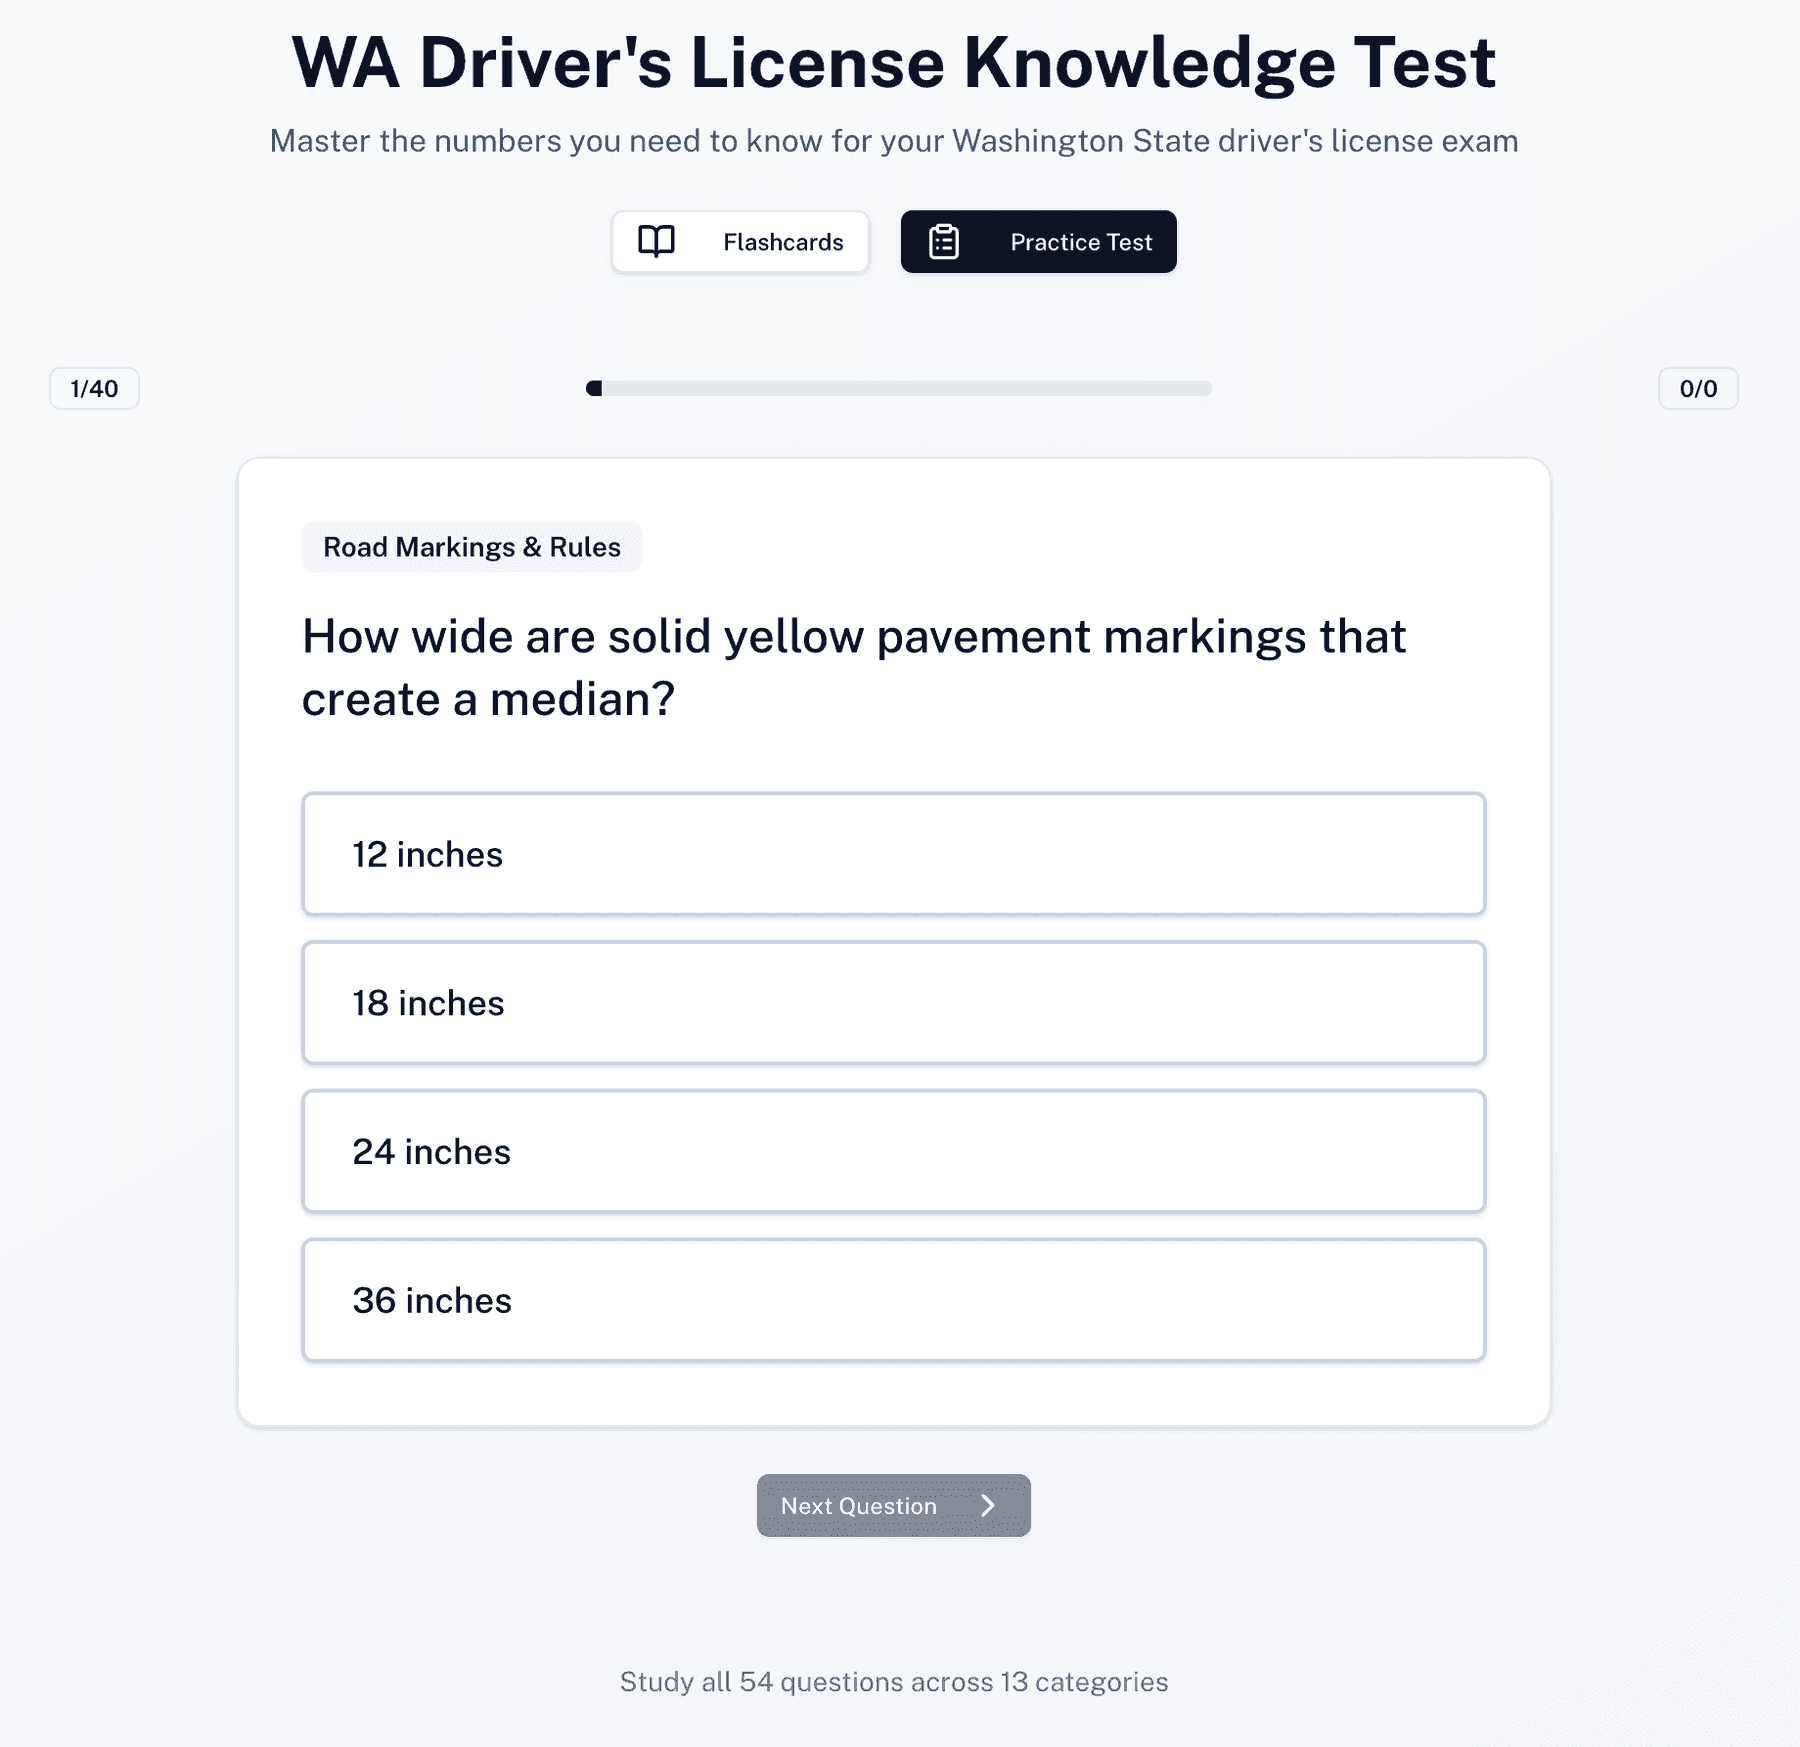 WA Driver's License Knowledge Test
Master the numbers you need to know for your Washington State driver's license exam
Flashcards
Practice Test
1/40
0/0
Road Markings & Rules
How wide are solid yellow pavement markings that
create a median?
12 inches
18 inches
24 inches
36 inches
Next Question
Study all 54 questions across 13 categories